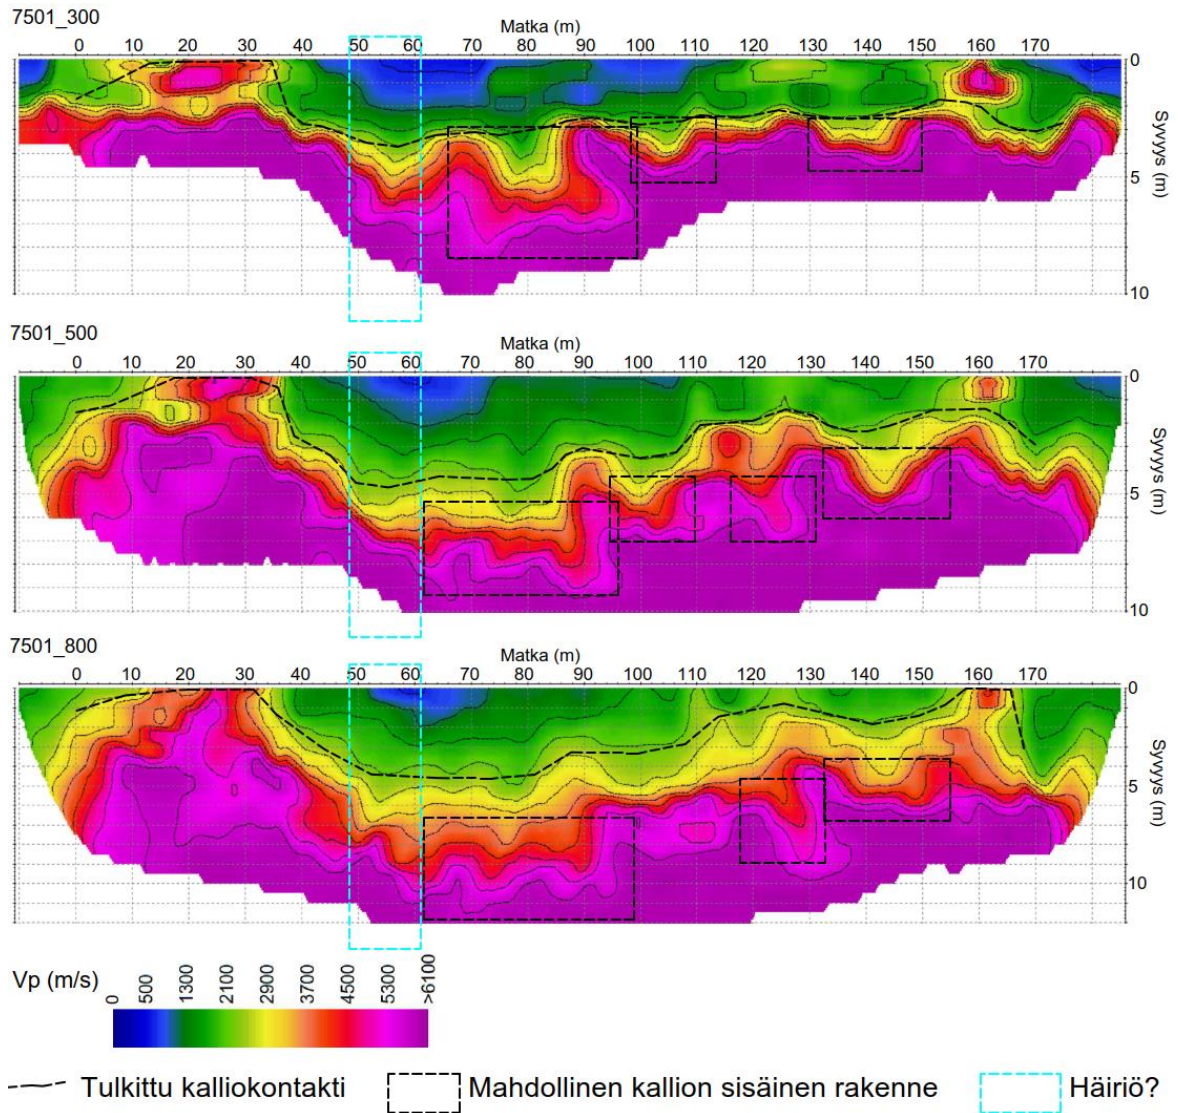 7501_300
Matka (m)
0 10 20 30 40 50 60 70 80 90 100 110 120 130 140 150 160 170
0
5
10
Syvyys (m)
7501_500
Matka (m)
0 10 20 30 40 50 60 70 80 90 100 110 120 130 140 150 160 170
0
5
10
Syvyys (m)
7501_800
Matka (m)
0 10 20 30 40 50 60 70 80 90 100 110 120 130 140 150 160 170
0
5
10
Syvyys (m)
Vp (m/s)
0 500 1300 2100 2900 3700 4500 5300 >6100
Tulkittu kalliokontakti
Mahdollinen kallion sisäinen rakenne
Häiriö?